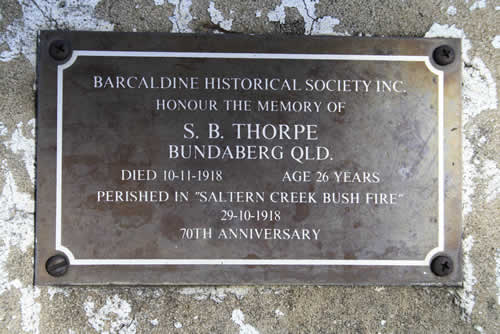 BARCALDINE HISTORICAL SOCIETY INC.
HONOUR THE MEMORY OF
S. B. THORPE
BUNDABERG QLD.
DIED 10-11-1918 AGE 26 YEARS
PERISHED IN "SALTERN CREEK BUSH FIRE"
29-10-1918
70TH ANNIVERSARY